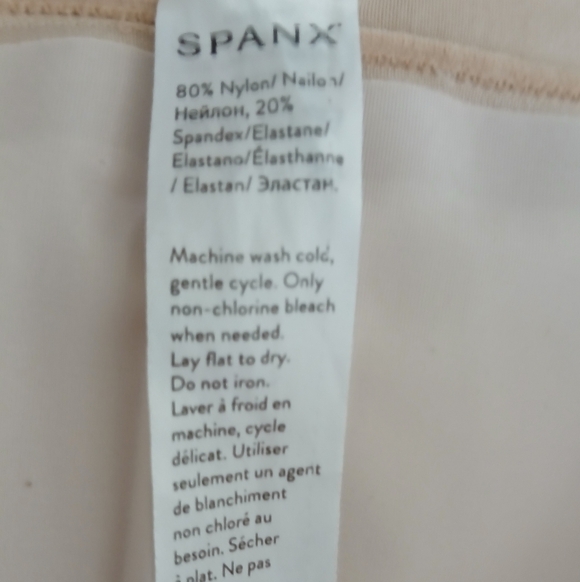 SPANX
80% Nylon/ Nailon/
Нейлон, 20%
Spandex/Elastane/
Elastano/Élasthanne
/ Elastan/ Эластан.
Machine wash cold,
gentle cycle. Only
non-chlorine bleach
when needed.
Lay flat to dry.
Do not iron.
Laver à froid en
machine, cycle
délicat. Utiliser
seulement un agent
de blanchiment
non chloré au
besoin. Sécher
à plat. Ne pas